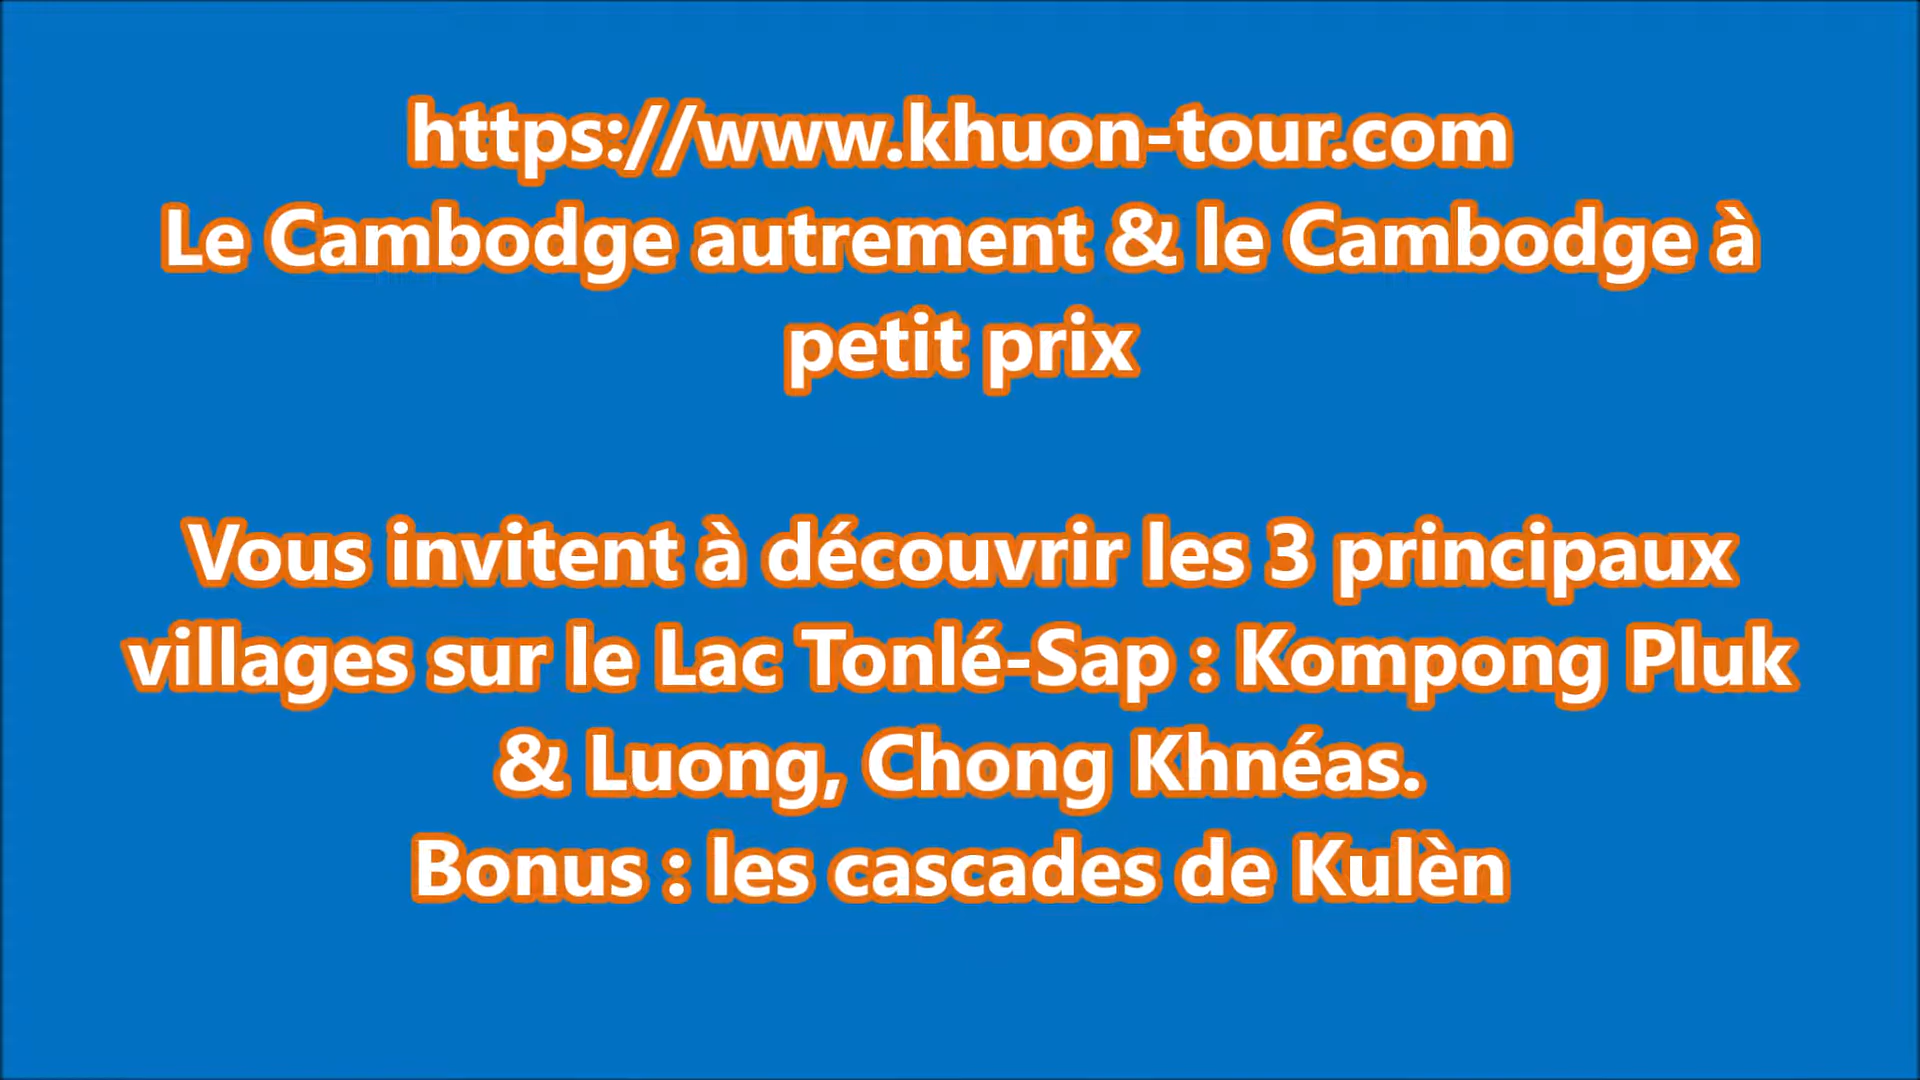 https://www.khuon-tour.com
Le Cambodge autrement & le Cambodge à
petit prix
Vous invitent à découvrir les 3 principaux
villages sur le Lac Tonlé-Sap : Kompong Pluk
& Luong, Chong Khnéas.
Bonus : les cascades de Kulèn